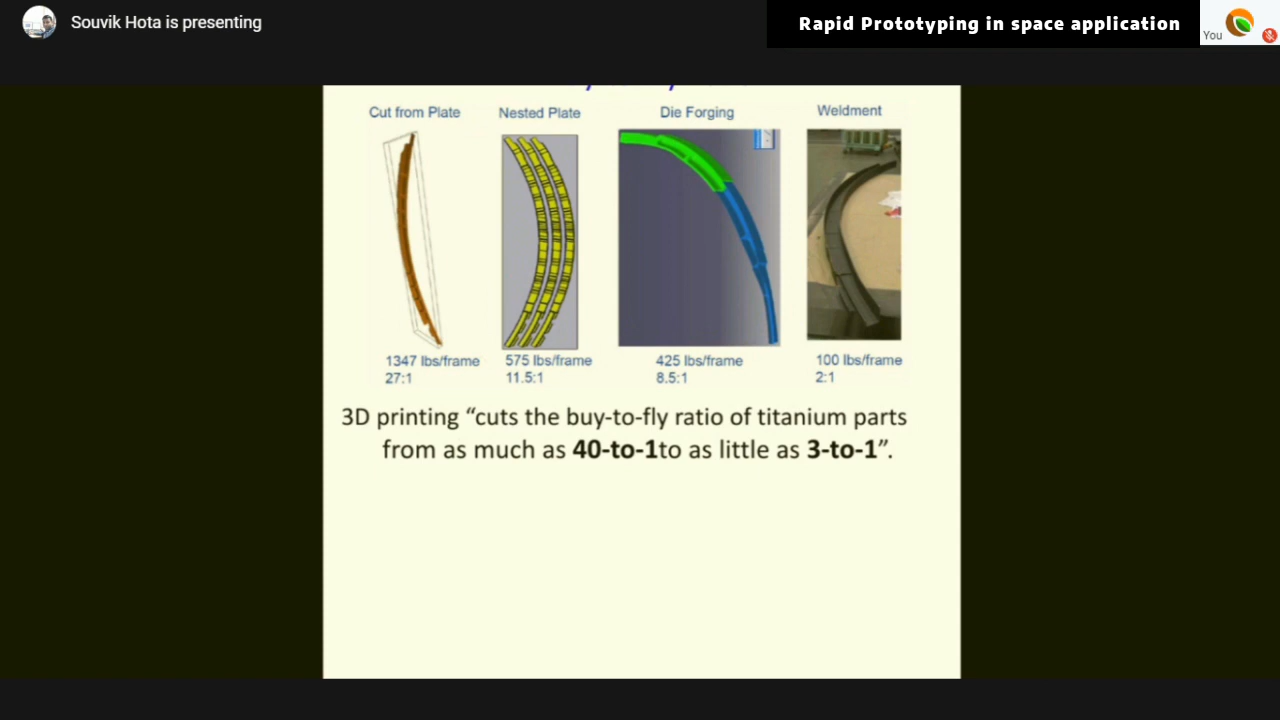 Souvik Hota is presenting
Rapid Prototyping in space application
You
Cut from Plate
Nested Plate
Die Forging
Weldment
1347 lbs/frame
27:1
575 lbs/frame
11.5:1
425 lbs/frame
8.5:1
100 lbs/frame
2:1
3D printing “cuts the buy-to-fly ratio of titanium parts
from as much as 40-to-1to as little as 3-to-1”.